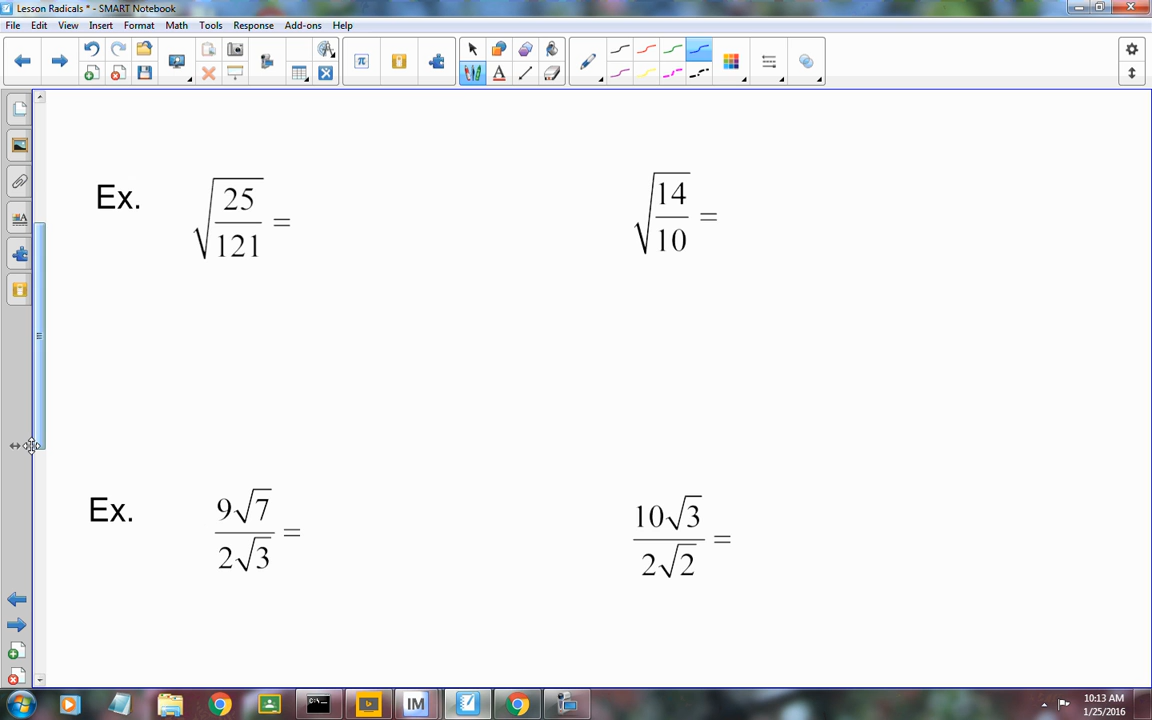 Lesson Radicals * - SMART Notebook
File Edit View Insert Format Math Tools Response Add-ons Help
Ex. √(25/121) = √(14/10) =
Ex. 9√7/2√3 = 10√3/2√2 =
C:\
IM
10:13 AM
1/25/2016